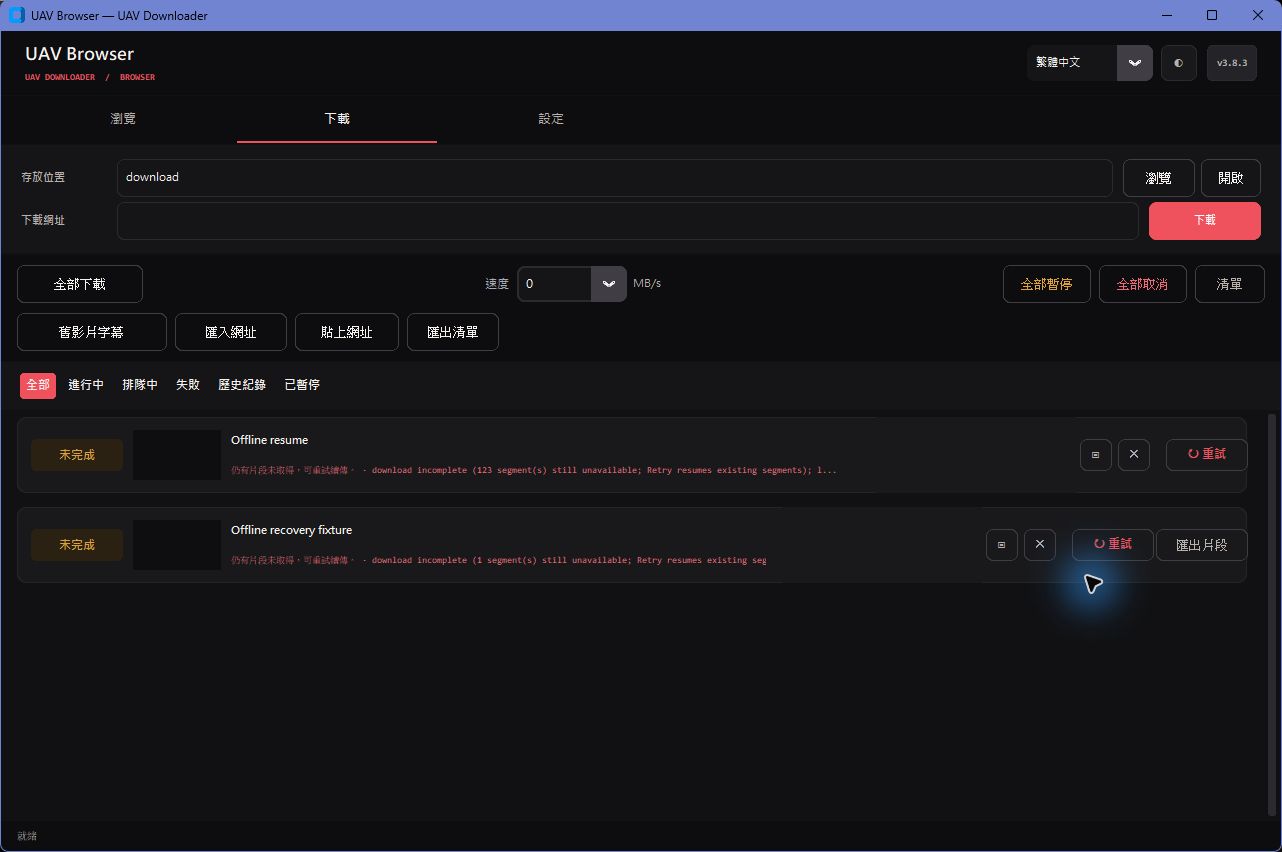 UAV Browser — UAV Downloader
UAV Browser
UAV DOWNLOADER / BROWSER
繁體中文
v3.8.3
瀏覽 下載 設定
存放位置 download 瀏覽 開啟
下載網址 下載
全部下載 速度 0 MB/s 全部暫停 全部取消 清單
舊影片字幕 匯入網址 貼上網址 匯出清單
全部 進行中 排隊中 失敗 歷史紀錄 已暫停
未完成
Offline resume
仍有片段未取得，可重試續傳。 · download incomplete (123 segment(s) still unavailable; Retry resumes existing segments); l...
重試
未完成
Offline recovery fixture
仍有片段未取得，可重試續傳。 · download incomplete (1 segment(s) still unavailable; Retry resumes existing seg
重試 匯出片段
就緒